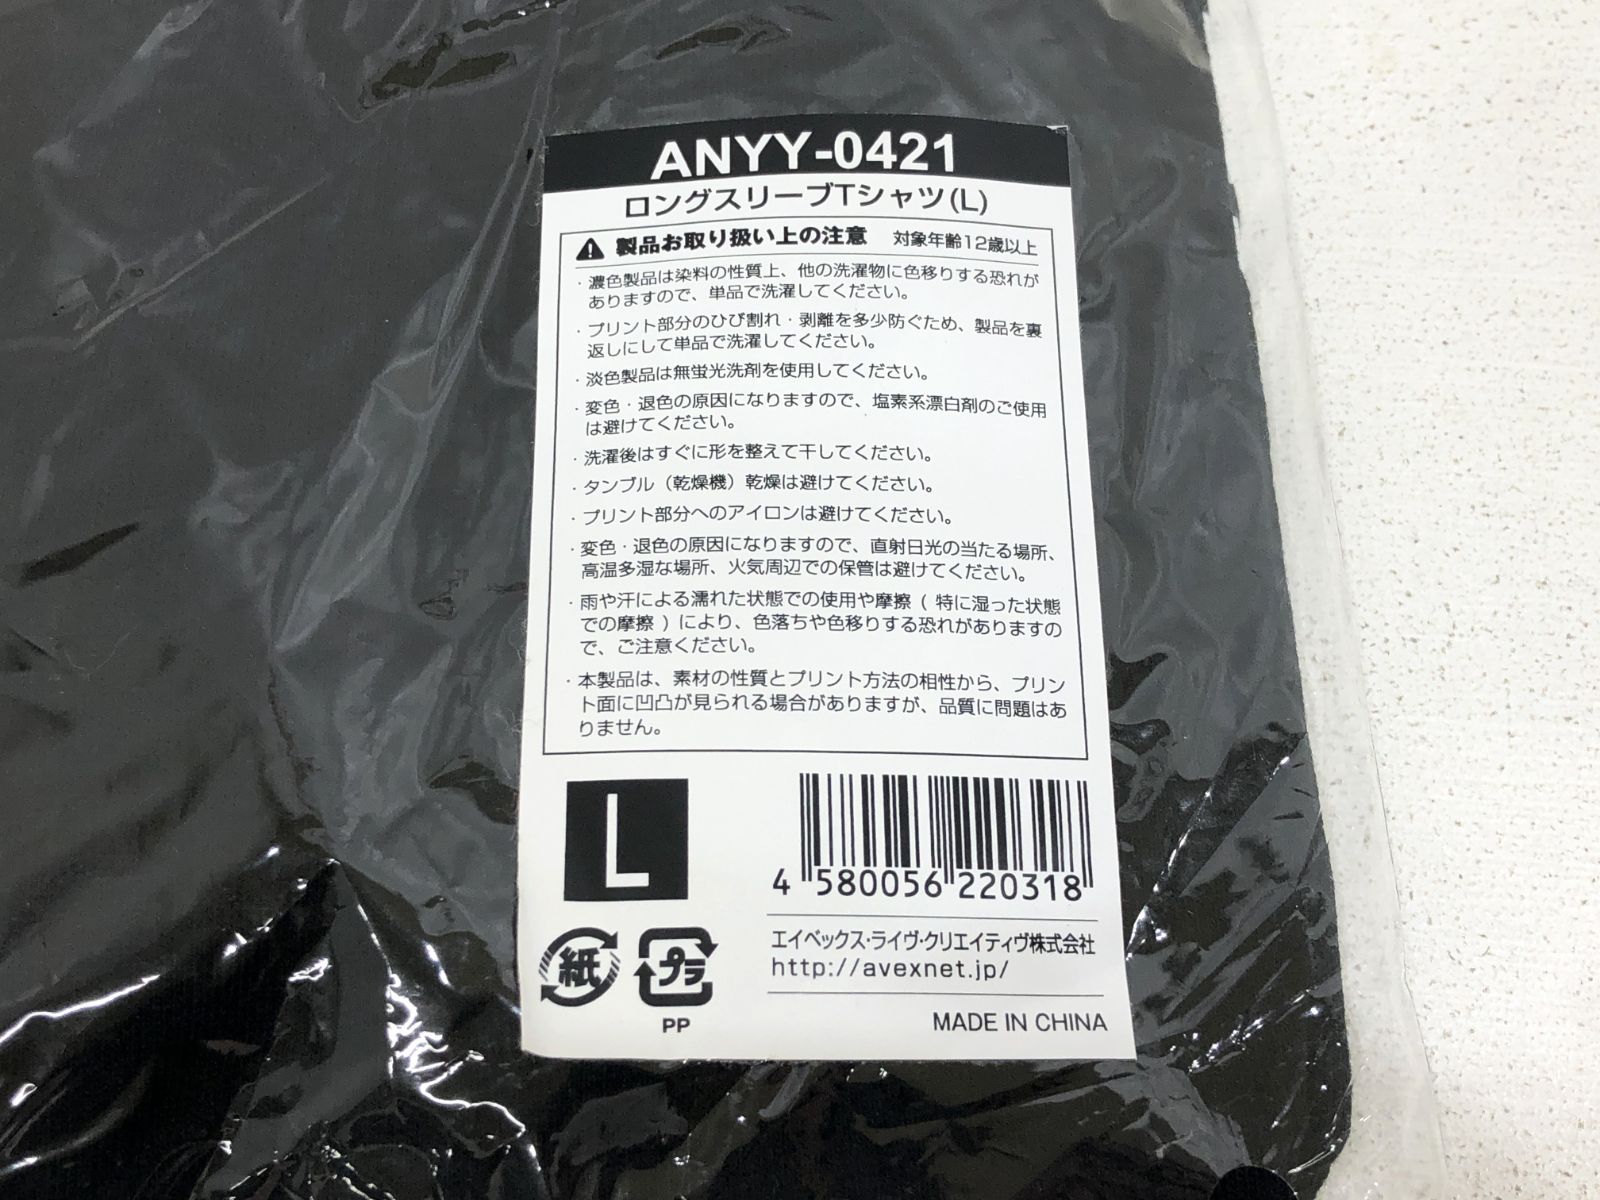 ANYY-0421
ロングスリーブTシャツ(L)
製品お取り扱い上の注意 対象年齢12歳以上
・濃色製品は染料の性質上、他の洗濯物に色移りする恐れが
ありますので、単品で洗濯してください。
・プリント部分のひび割れ・剥離を多少防ぐため、製品を裏
返しにして単品で洗濯してください。
・淡色製品は無蛍光洗剤を使用してください。
・変色・退色の原因になりますので、塩素系漂白剤のご使用
は避けてください。
・洗濯後はすぐに形を整えて干してください。
・タンブル（乾燥機）乾燥は避けてください。
・プリント部分へのアイロンは避けてください。
・変色・退色の原因になりますので、直射日光の当たる場所、
高温多湿な場所、火気周辺での保管は避けてください。
・雨や汗による濡れた状態での使用や摩擦（特に湿った状態
での摩擦）により、色落ちや色移りする恐れがありますの
で、ご注意ください。
・本製品は、素材の性質とプリント方法の相性から、プリン
ト面に凹凸が見られる場合がありますが、品質に問題はあ
りません。
L
4 580056 220318
紙
プラ
PP
エイベックス・ライヴ・クリエイティヴ株式会社
http://avexnet.jp/
MADE IN CHINA